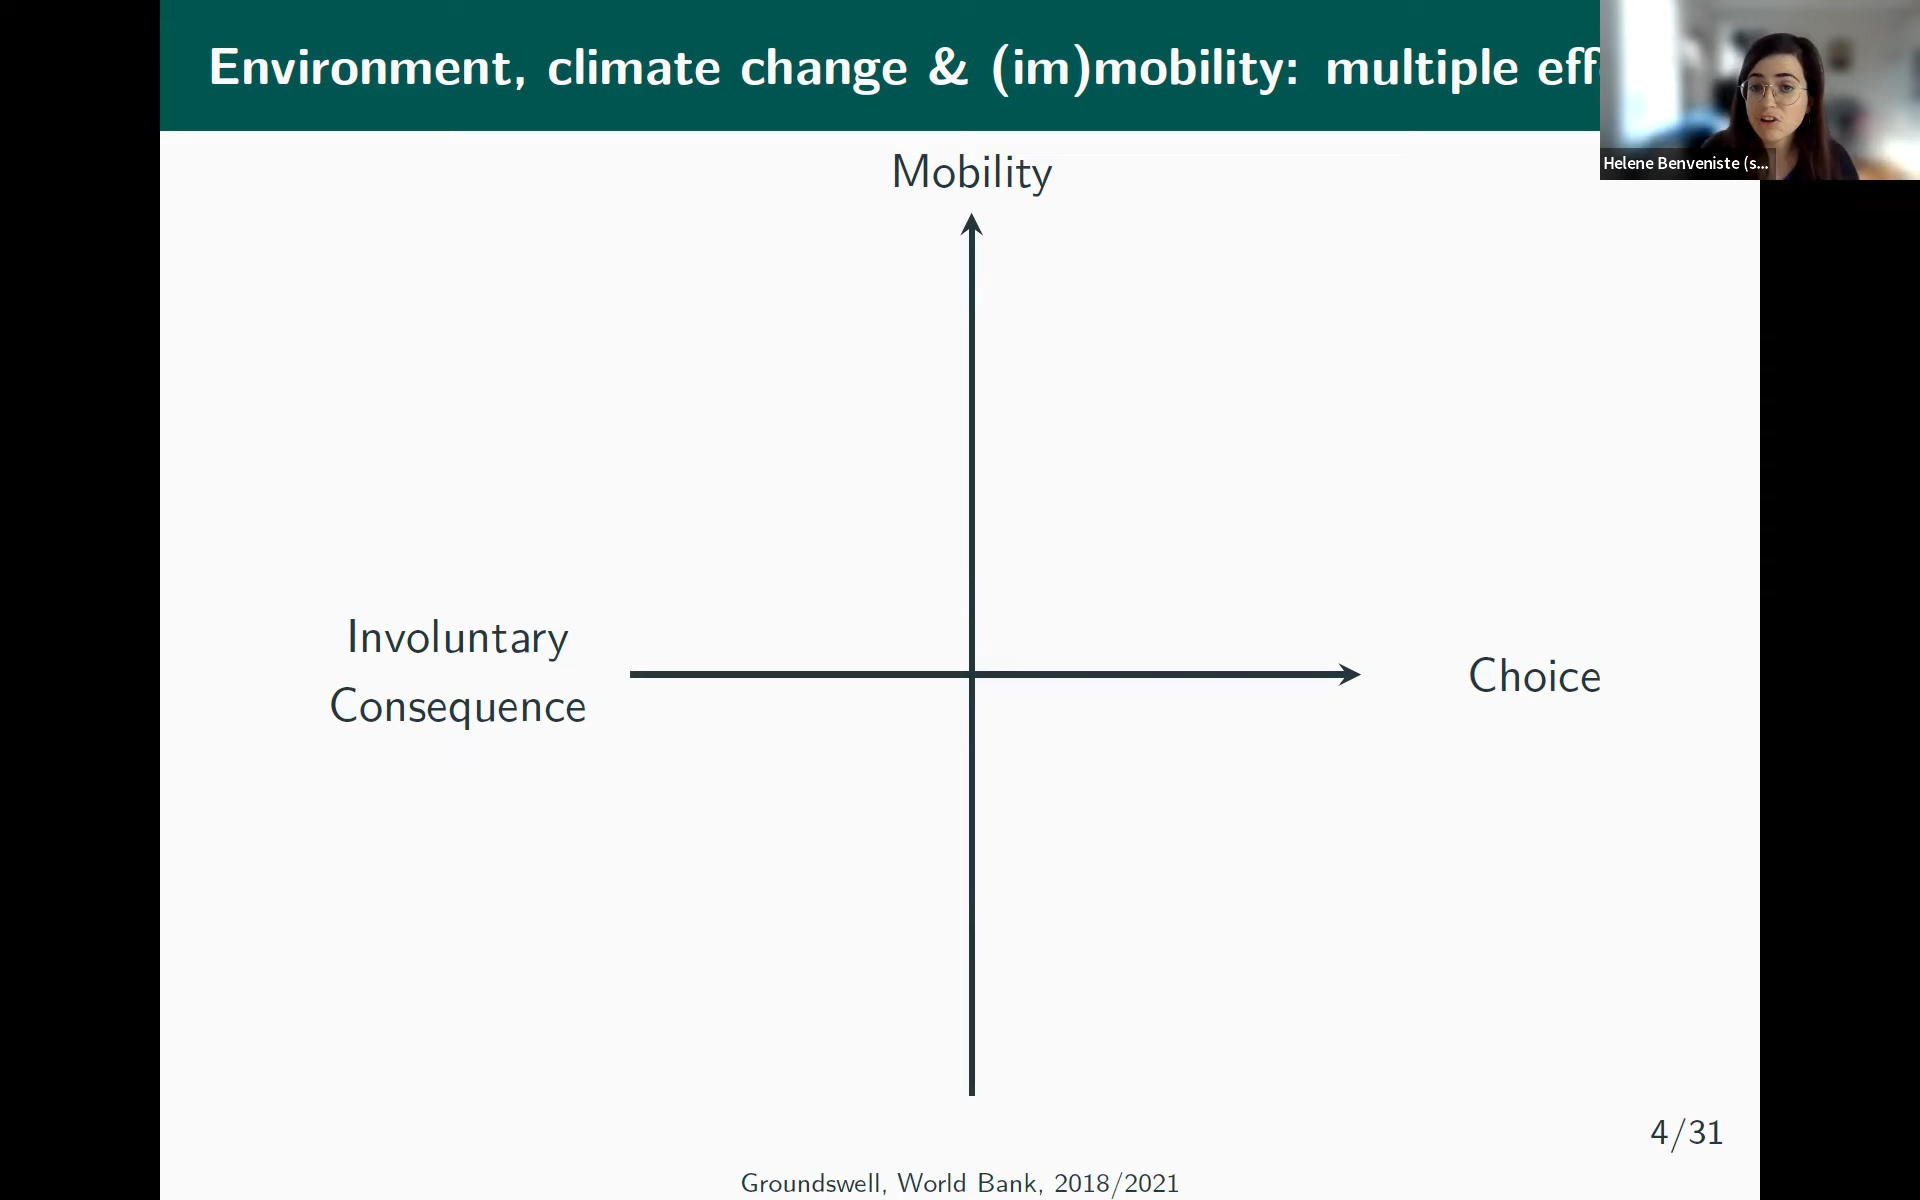 Environment, climate change & (im)mobility: multiple eff
Helene Benveniste (s...
Mobility
Involuntary
Consequence
Choice
4/31
Groundswell, World Bank, 2018/2021